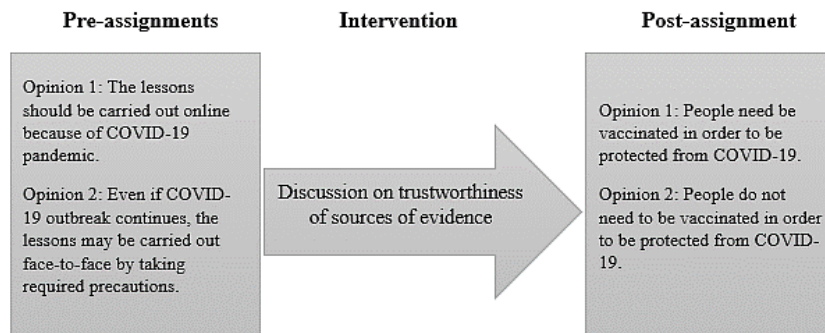 Pre-assignments
Intervention
Post-assignment
Opinion 1: The lessons
should be carried out online
because of COVID-19
pandemic.
Opinion 2: Even if COVID-
19 outbreak continues, the
lessons may be carried out
face-to-face by taking
required precautions.
Discussion on trustworthiness
of sources of evidence
Opinion 1: People need be
vaccinated in order to be
protected from COVID-19.
Opinion 2: People do not
need to be vaccinated in order
to be protected from COVID-
19.